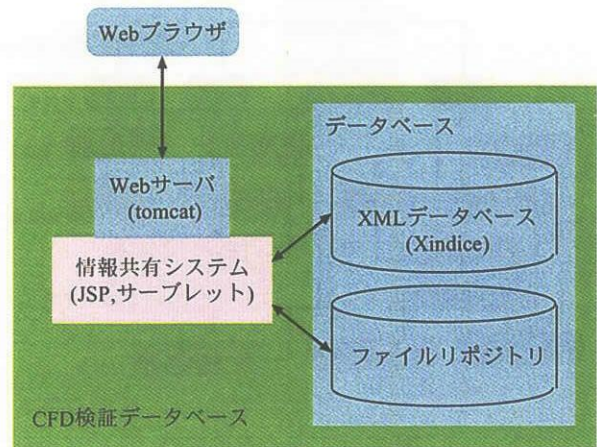 Webブラウザ
データベース
Webサーバ
(tomcat)
XMLデータベース
(Xindice)
情報共有システム
(JSP,サーブレット)
ファイルリポジトリ
CFD検証データベース